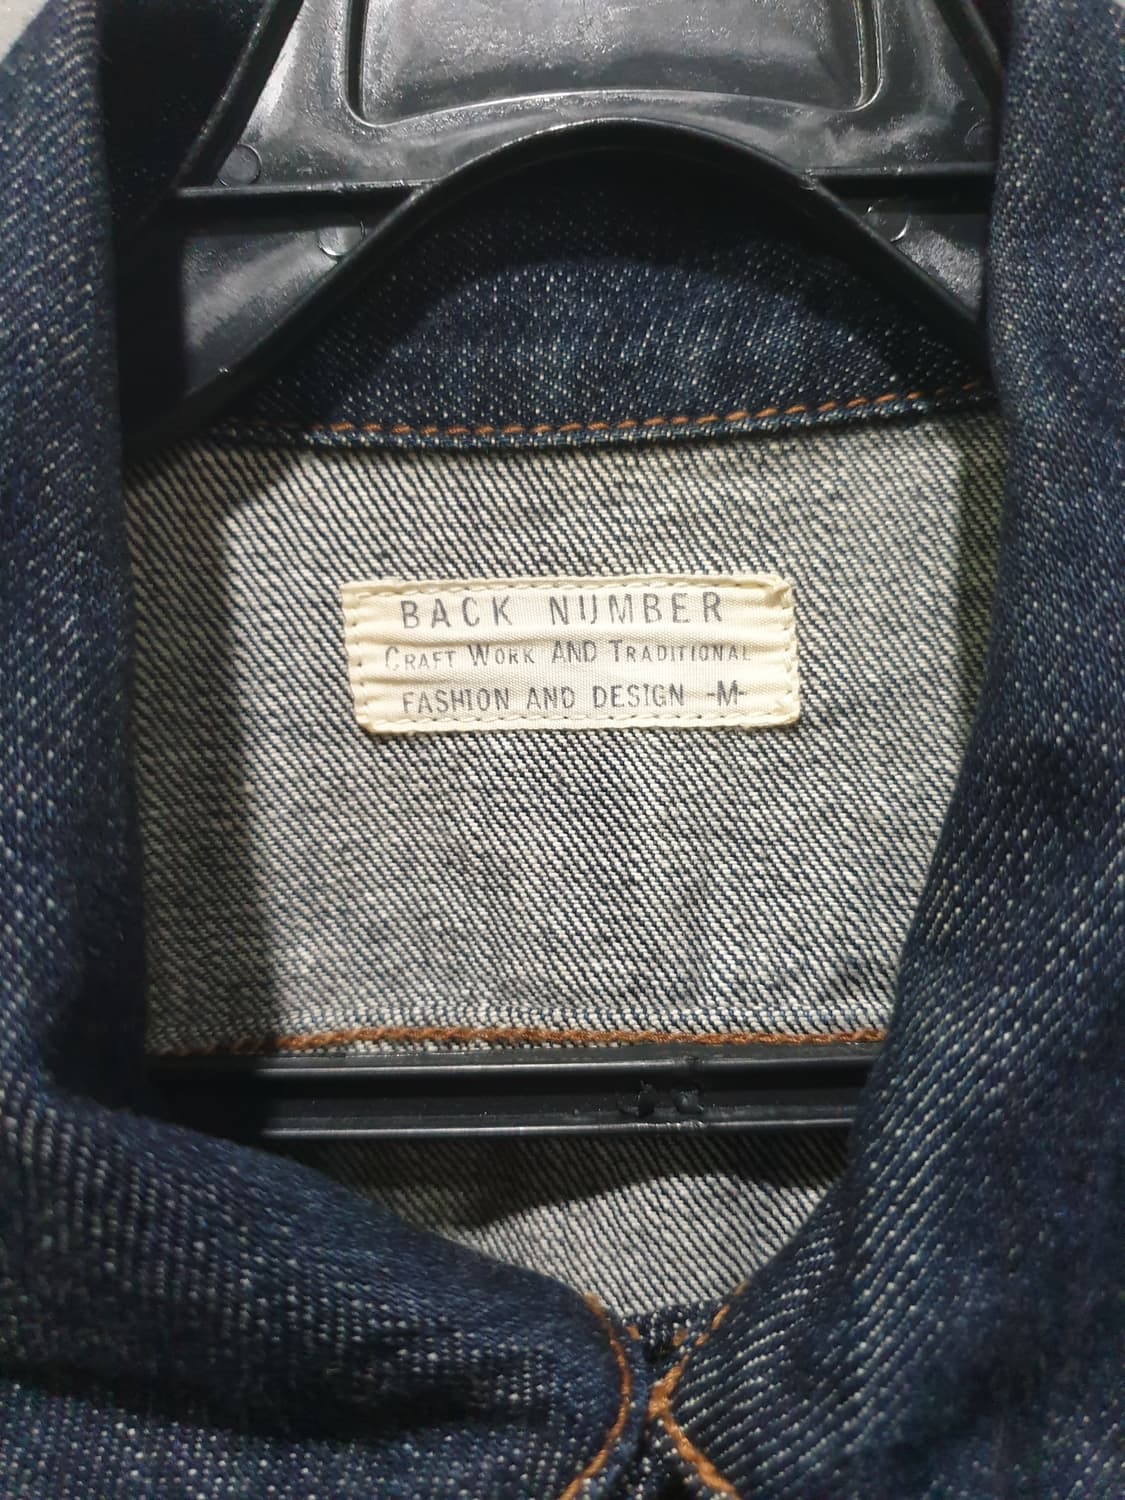 BACK NUMBER
CRAFT WORK AND TRADITIONAL
FASHION AND DESIGN -M-